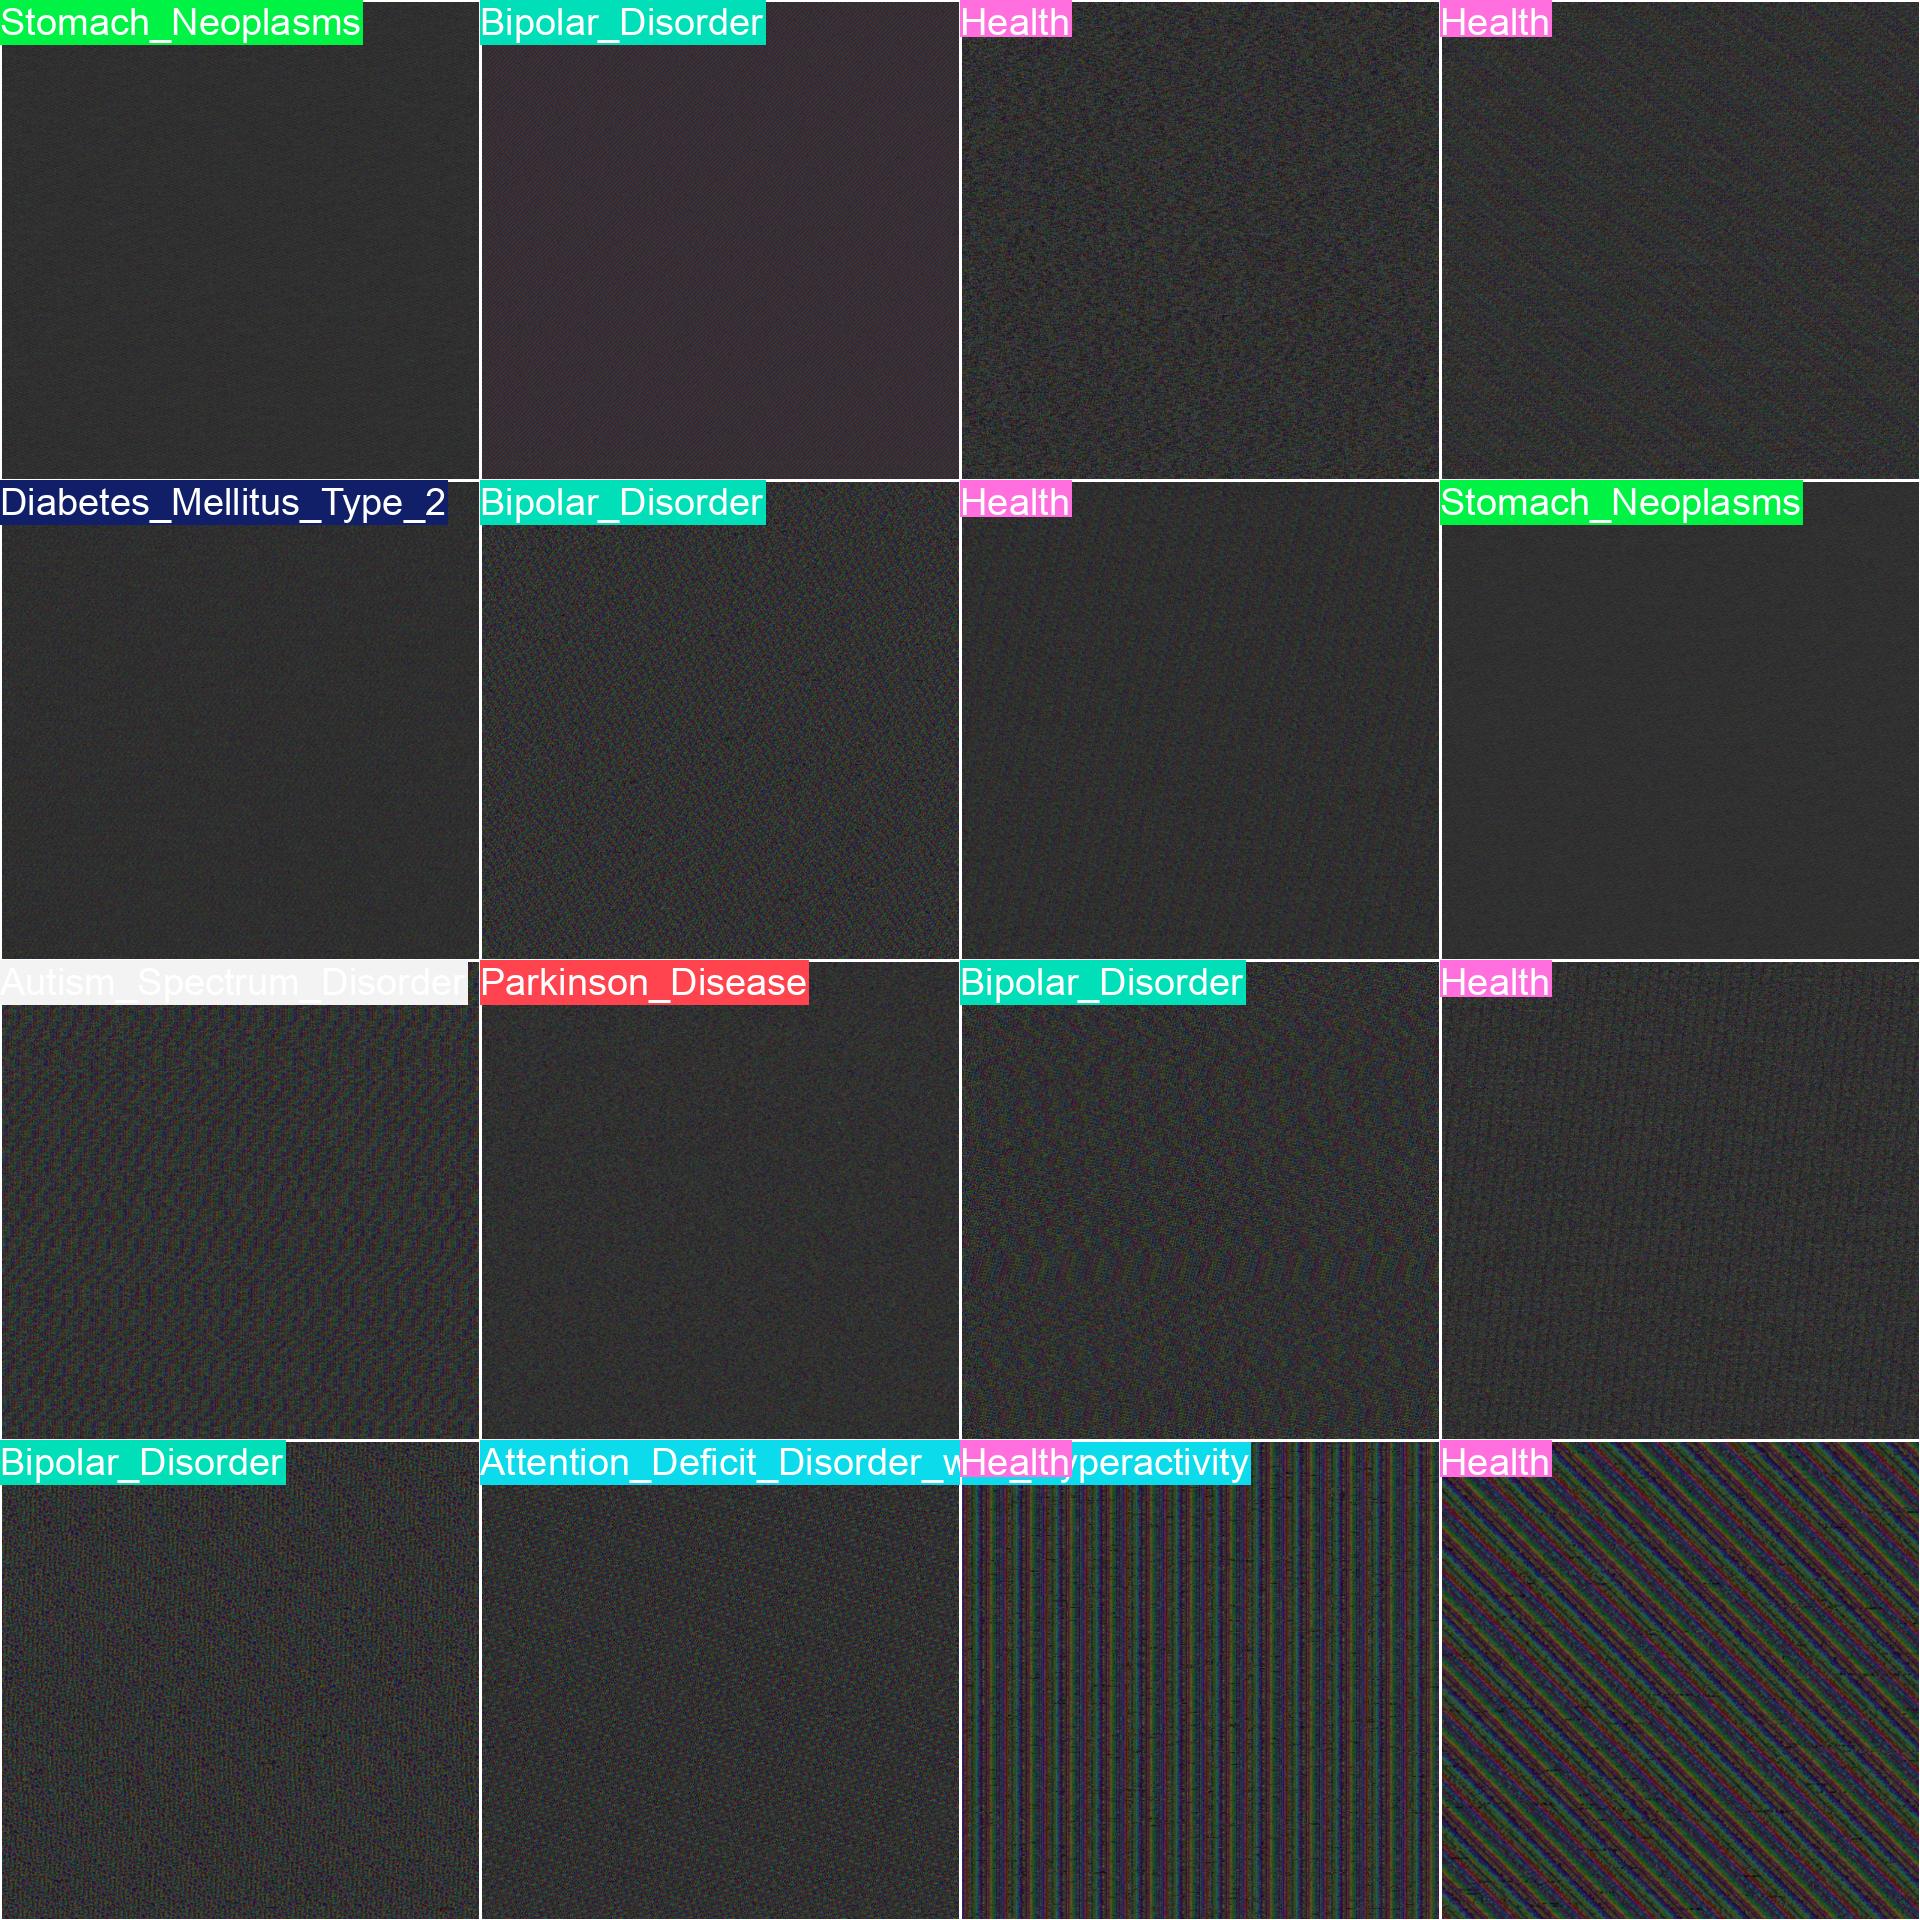 Stomach_Neoplasms
Bipolar_Disorder
Health
Health
Diabetes_Mellitus_Type_2
Bipolar_Disorder
Health
Stomach_Neoplasms
Autism_Spectrum_Disorder
Parkinson_Disease
Bipolar_Disorder
Health
Bipolar_Disorder
Attention_Deficit_Disorder_w
Health
yperactivity
Health